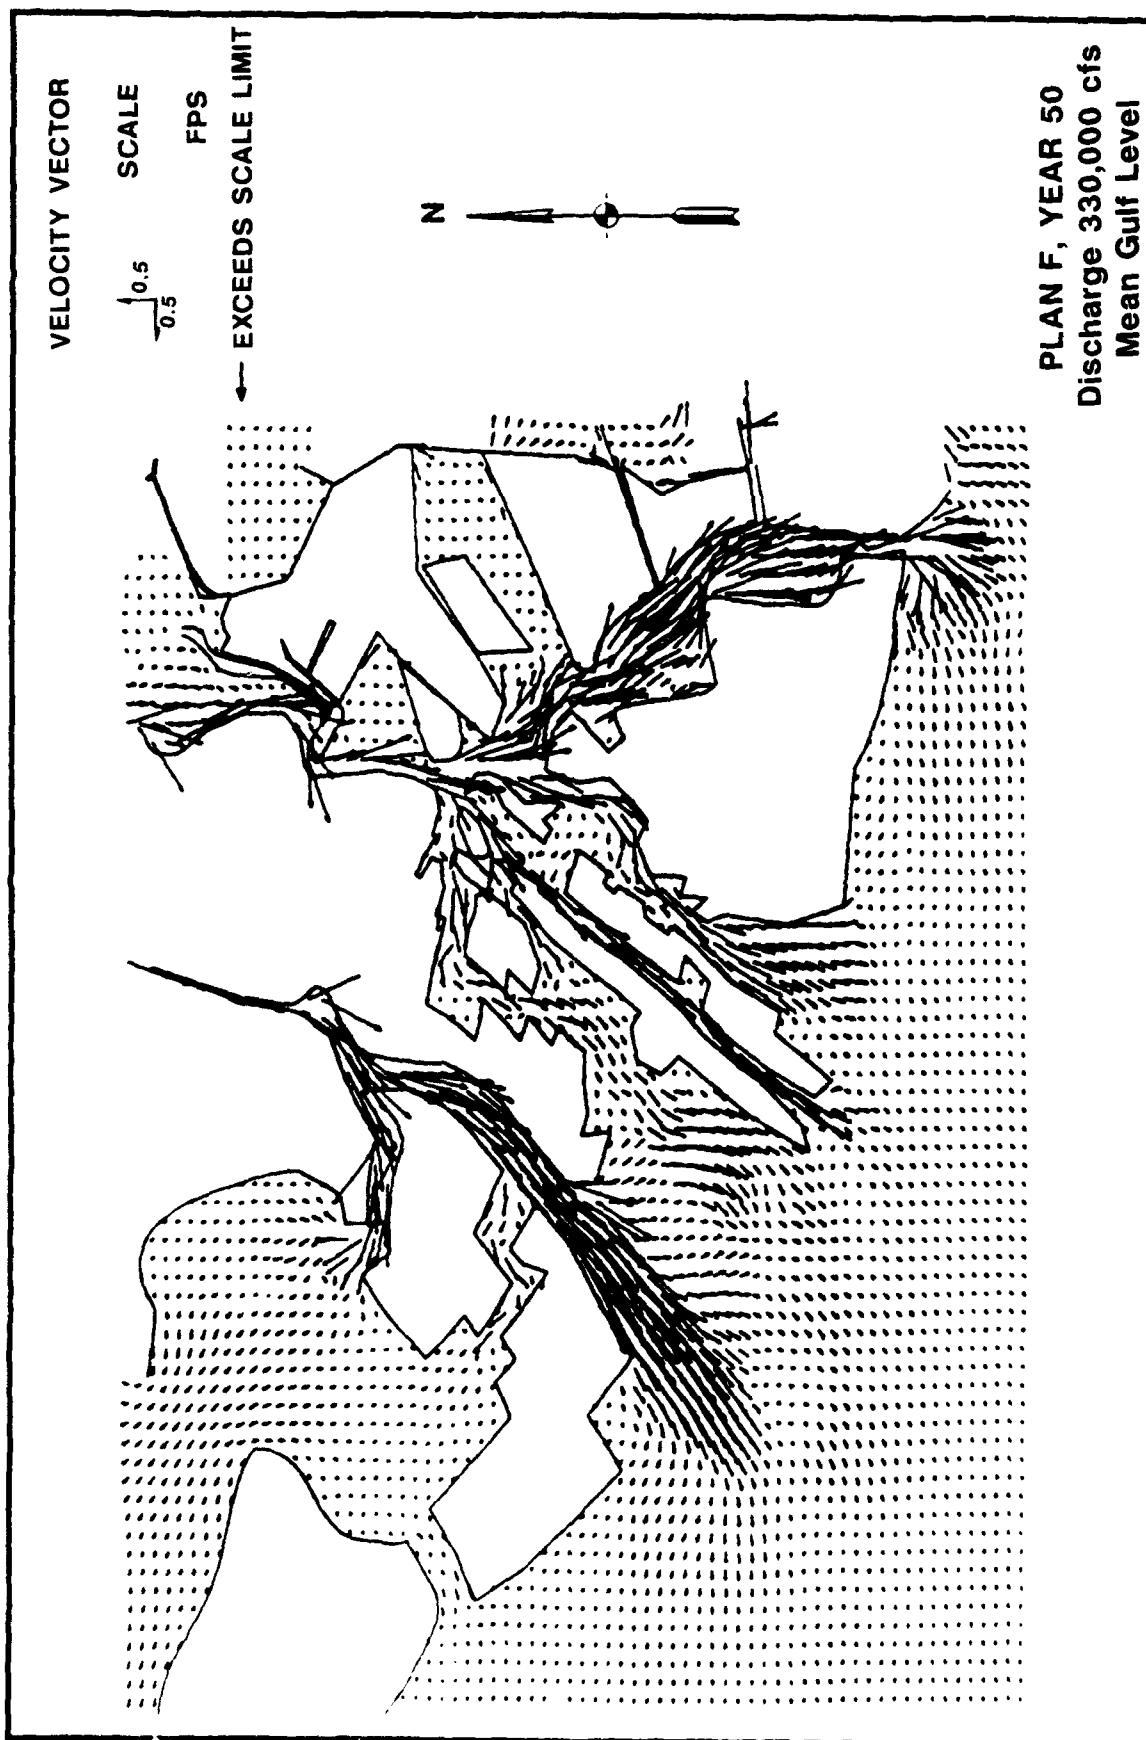 VELOCITY VECTOR
SCALE
0.5
0.5
FPS
← EXCEEDS SCALE LIMIT
N
PLAN F, YEAR 50
Discharge 330,000 cfs
Mean Gulf Level